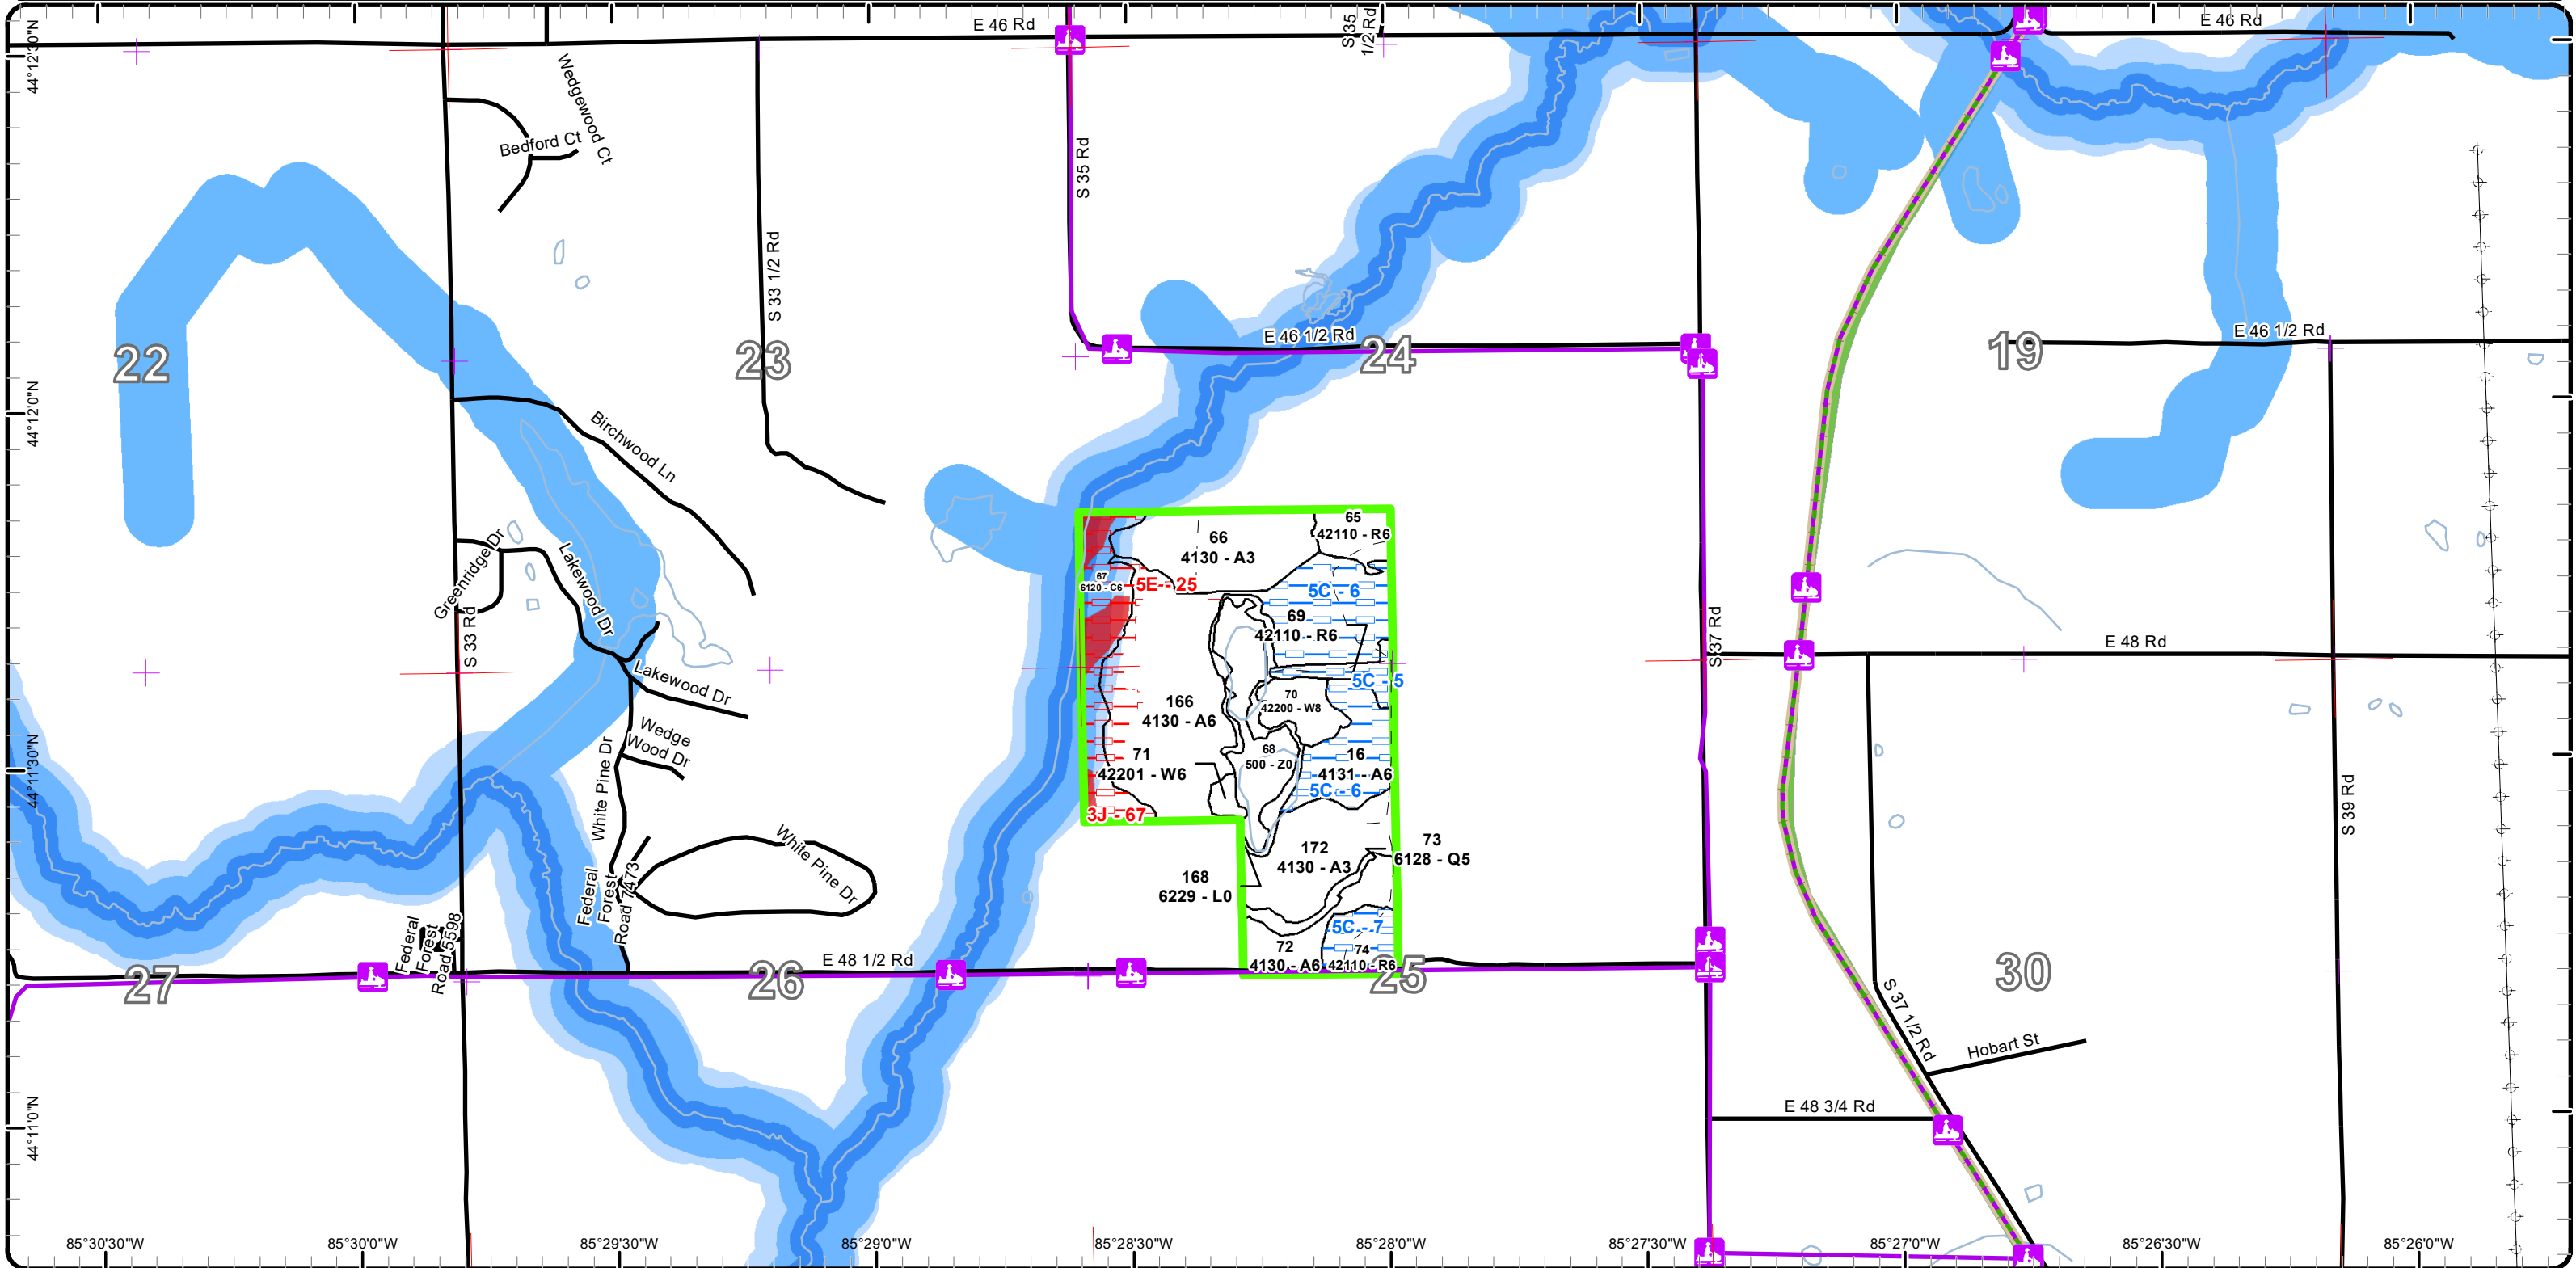 E 46 Rd
S 35
1/2 Rd
E 46 Rd
44°12'30"N
Wedgewood Ct
Bedford Ct
S 35 Rd
S 33 1/2 Rd
E 46 1/2 Rd
E 46 1/2 Rd
22
23
24
19
44°12'0"N
Birchwood Ln
65
42110 - R6
66
4130 - A3
Greenridge Dr
Lakewood Dr
67
6120 - C6
5E - 25
5C - 6
69
42110 - R6
S 33 Rd
S 37 Rd
E 48 Rd
Lakewood Dr
5C - 5
70
42200 - W8
166
4130 - A6
Wedge
Wood Dr
White Pine Dr
44°11'30"N
71
42201 - W6
68
500 - Z0
16
4131 - A6
5C - 6
3J - 67
S 39 Rd
White Pine Dr
172
4130 - A3
73
6128 - Q5
168
6229 - L0
Federal
Forest
Road 7473
Federal
Forest
Road 5598
5C - 7
72
4130 - A6
74
42110 - R6
E 48 1/2 Rd
27
26
25
30
S 37 1/2 Rd
Hobart St
E 48 3/4 Rd
44°11'0"N
85°30'30"W
85°30'0"W
85°29'30"W
85°29'0"W
85°28'30"W
85°28'0"W
85°27'30"W
85°27'0"W
85°26'30"W
85°26'0"W